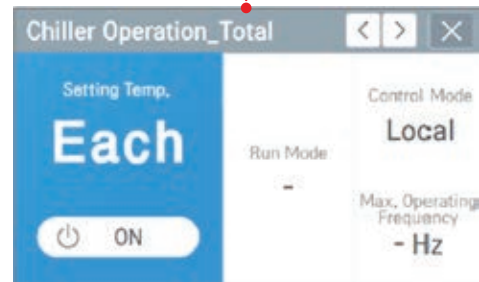 Chiller Operation_Total
Setting Temp.
Each
ON
Run Mode
-
Control Mode
Local
Max. Operating
Frequency
- Hz